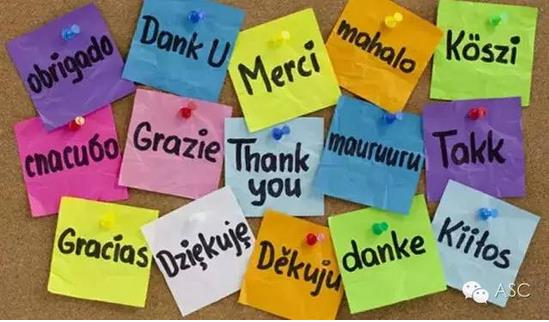 obrigado
Dank U
Merci
mahalo
Köszi
спасибо
Grazie
Thank
you
mauruuru
Takk
Gracias
Dziękuję
Děkuju
danke
Kiitos
ASC